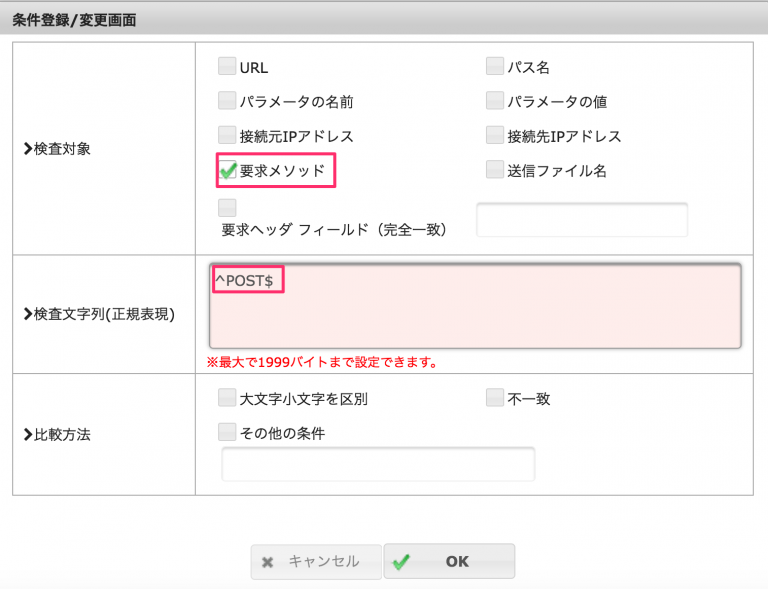 条件登録/変更画面
検査対象
URL
パス名
パラメータの名前
パラメータの値
接続元IPアドレス
接続先IPアドレス
要求メソッド
送信ファイル名
要求ヘッダ フィールド（完全一致）
検査文字列(正規表現)
^POST$
※最大で1999バイトまで設定できます。
比較方法
大文字小文字を区別
不一致
その他の条件
キャンセル
OK